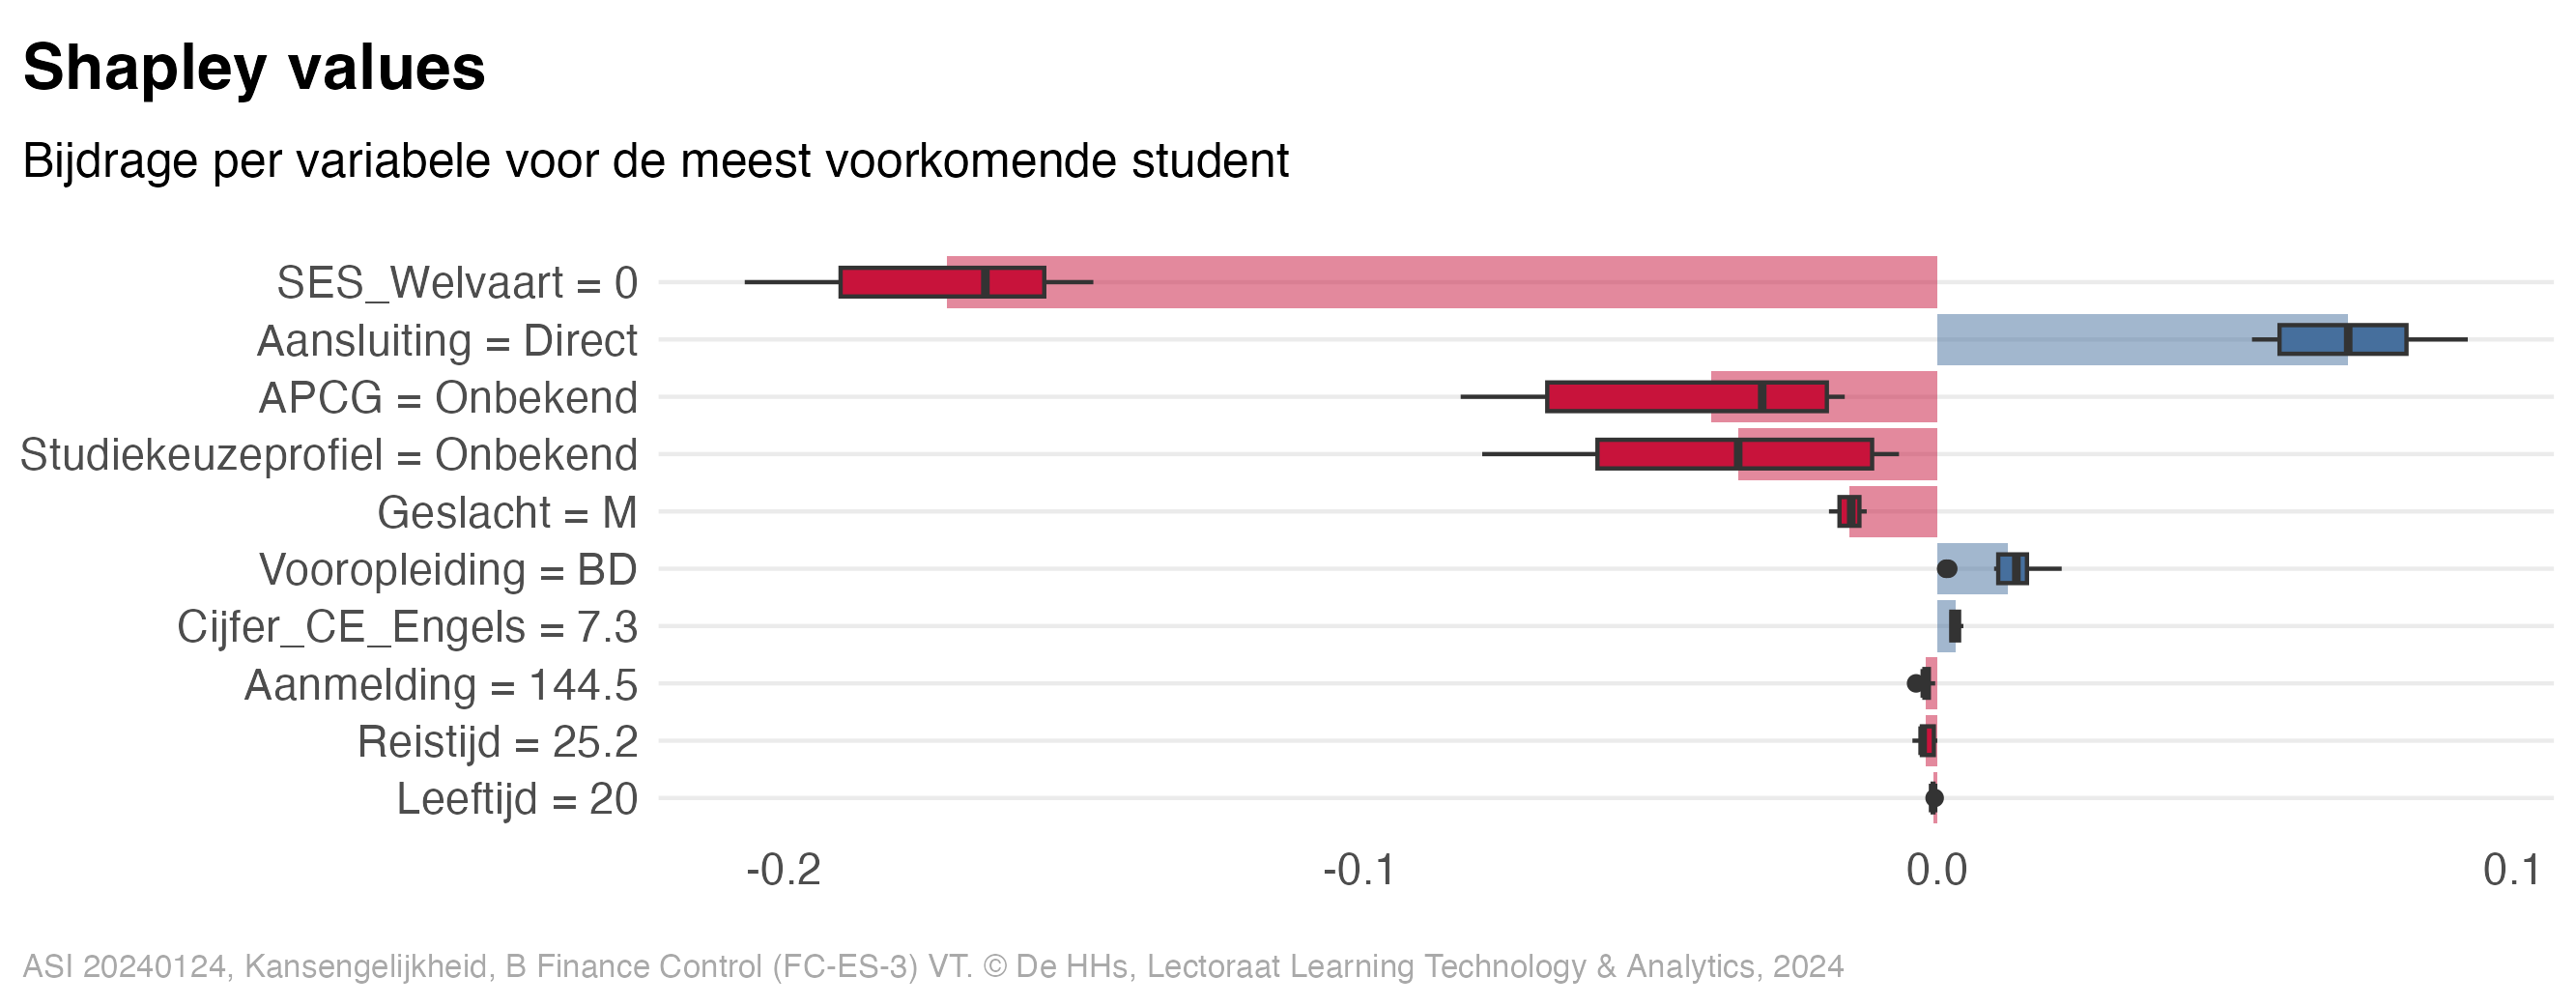 Shapley values
Bijdrage per variabele voor de meest voorkomende student
SES_Welvaart = 0
Aansluiting = Direct
APCG = Onbekend
Studiekeuzeprofiel = Onbekend
Geslacht = M
Vooropleiding = BD
Cijfer_CE_Engels = 7.3
Aanmelding = 144.5
Reistijd = 25.2
Leeftijd = 20
-0.2 -0.1 0.0 0.1
ASI 20240124, Kansengelijkheid, B Finance Control (FC-ES-3) VT. © De HHs, Lectoraat Learning Technology & Analytics, 2024